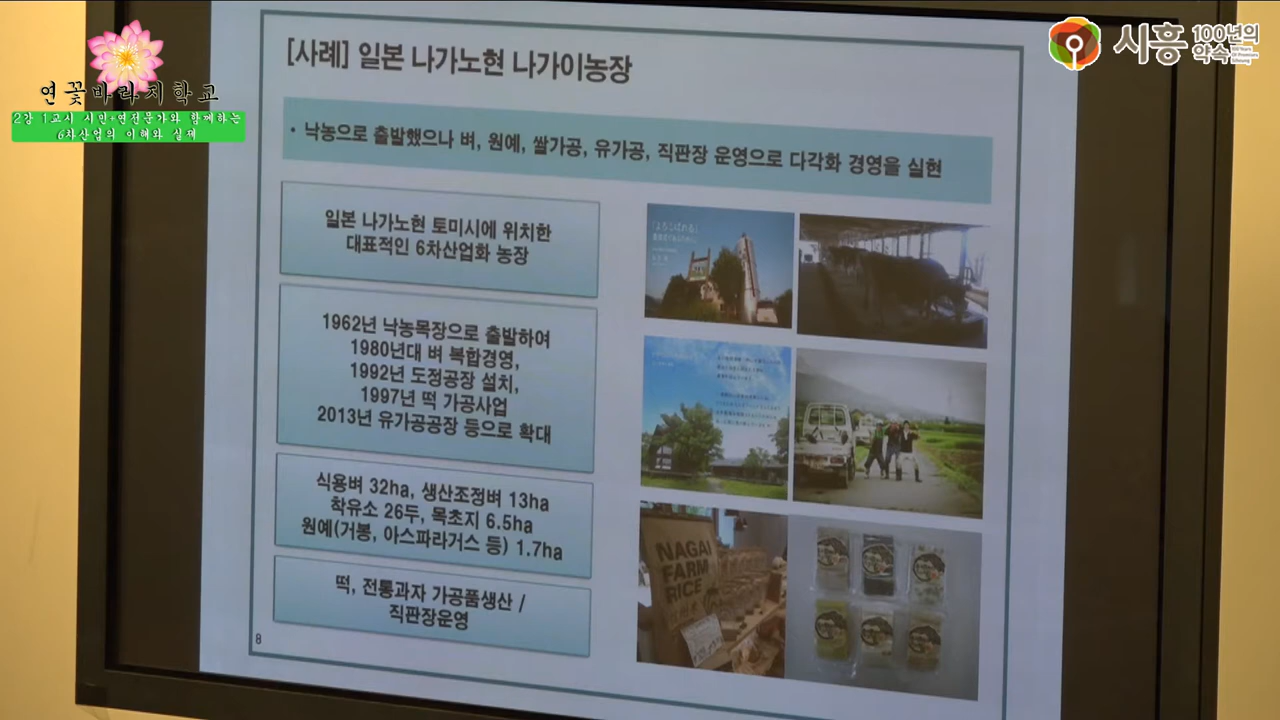 연꽃바라지학교
2강 1교시 시민+연전문가와 함께하는
6차산업의 이해와 실제
시흥 100년의
약속
[사례] 일본 나가노현 나가이농장
• 낙농으로 출발했으나 벼, 원예, 쌀가공, 유가공, 직판장 운영으로 다각화 경영을 실현
일본 나가노현 토미시에 위치한
대표적인 6차산업화 농장
1962년 낙농목장으로 출발하여
1980년대 벼 복합경영,
1992년 도정공장 설치,
1997년 떡 가공사업
2013년 유가공공장 등으로 확대
식용벼 32ha, 생산조정벼 13ha
착유소 26두, 목초지 6.5ha
원예(거봉, 아스파라거스 등) 1.7ha
떡, 전통과자 가공품생산 /
직판장운영
NAGAI
FARM
RICE
8